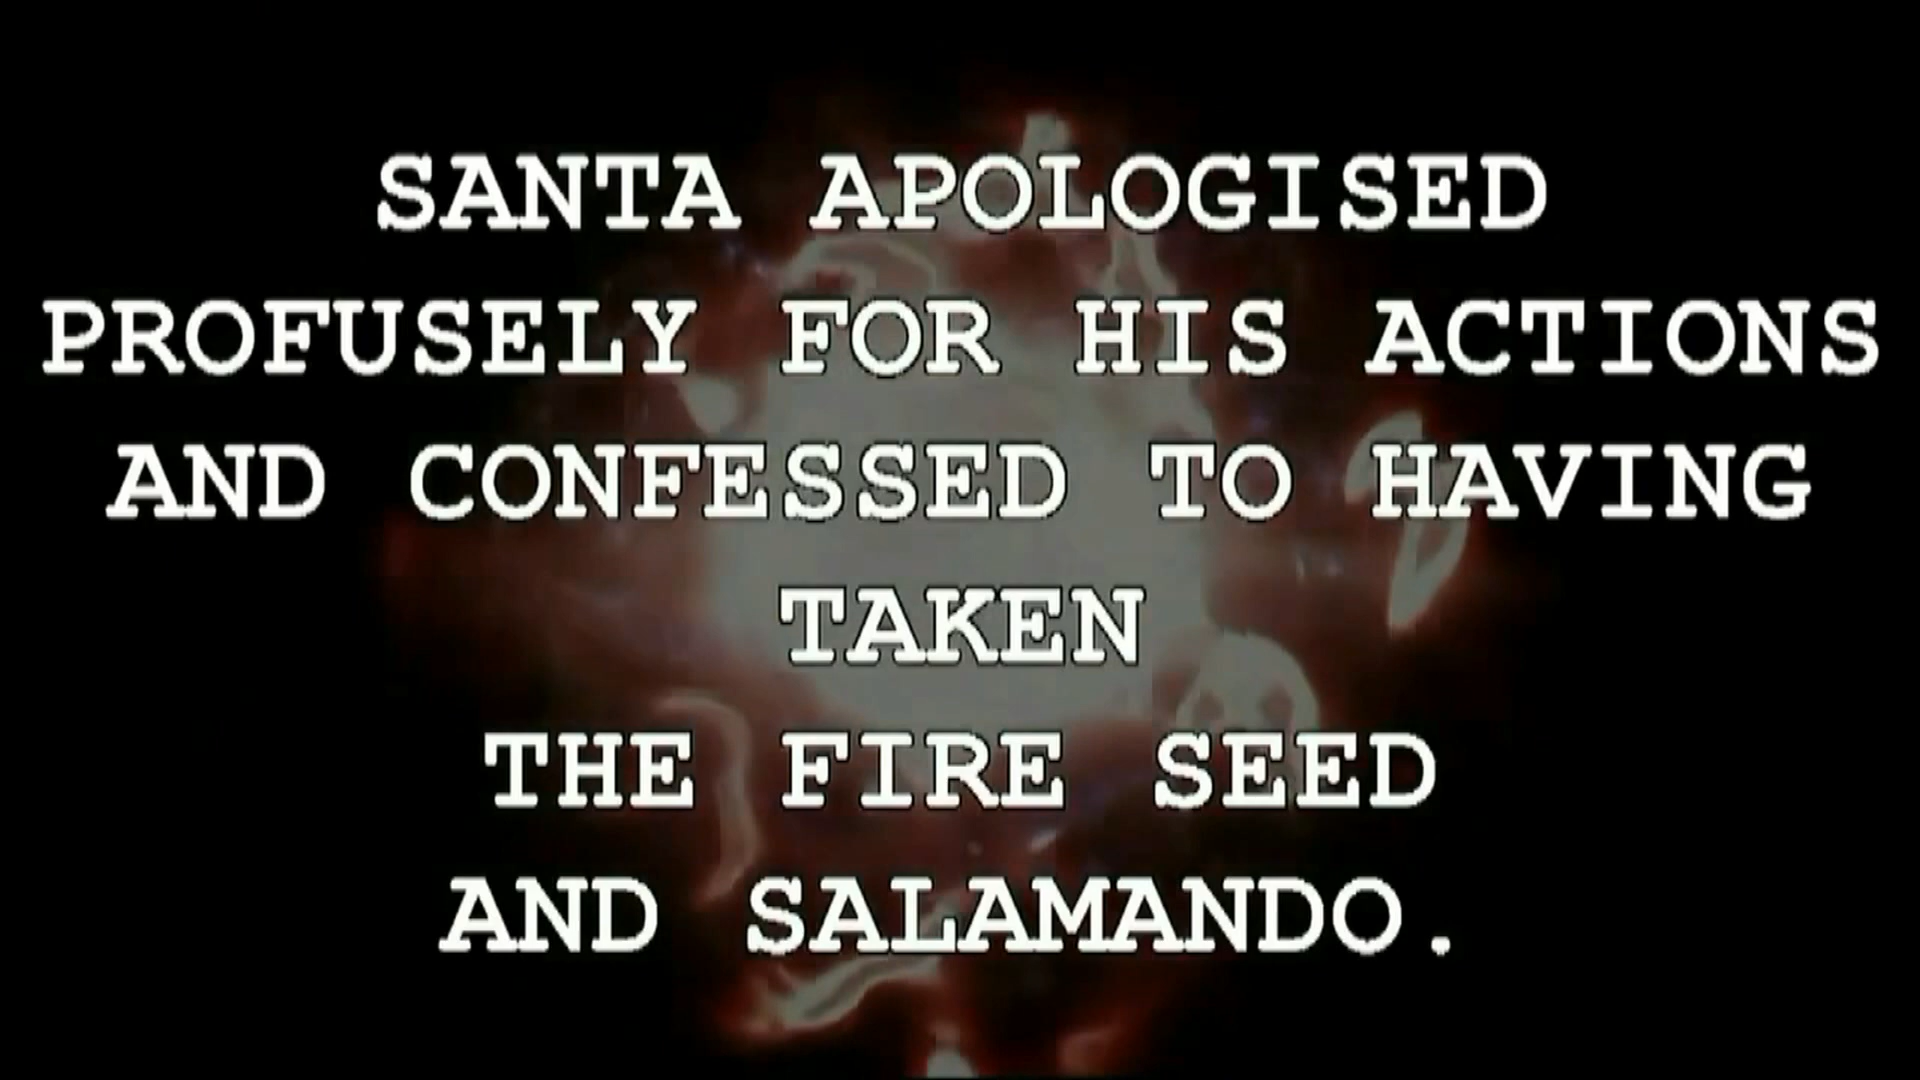 SANTA APOLOGISED
PROFUSELY FOR HIS ACTIONS
AND CONFESSED TO HAVING
TAKEN
THE FIRE SEED
AND SALAMANDO.